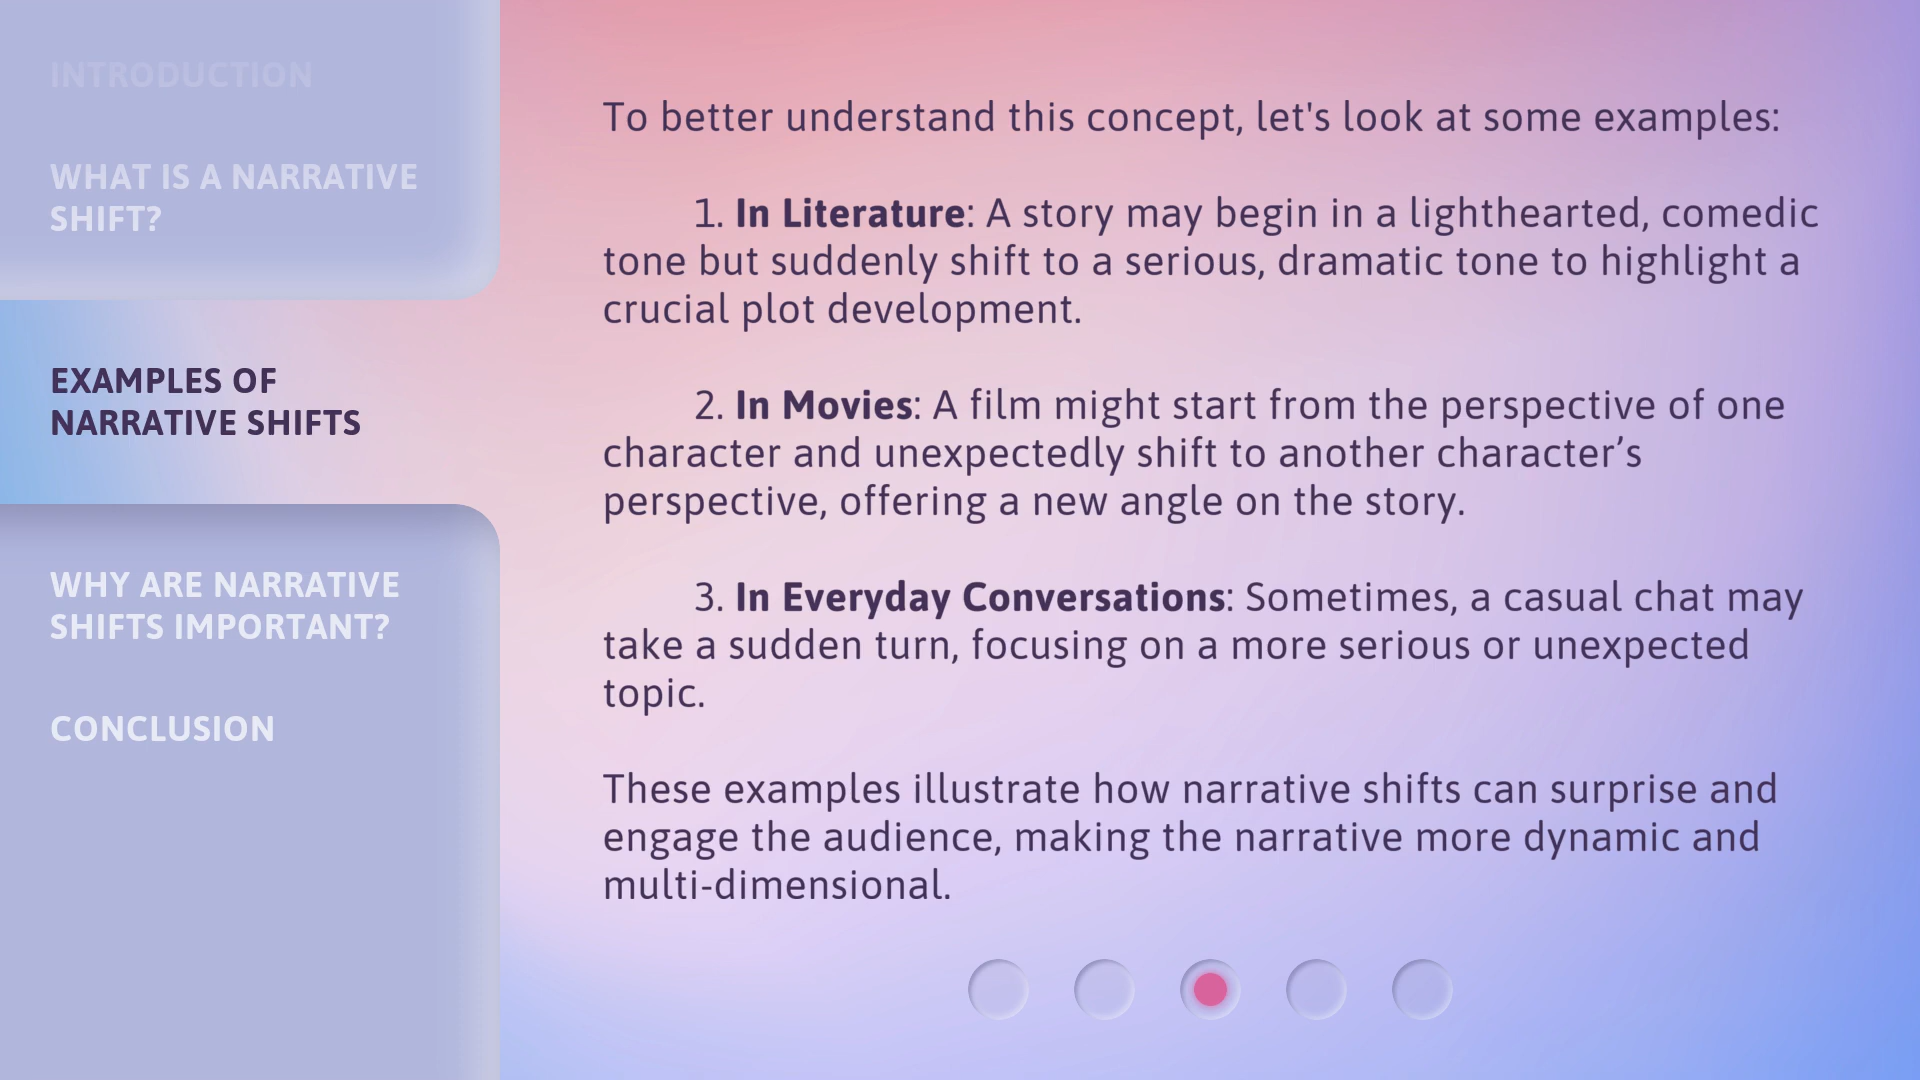 INTRODUCTION
WHAT IS A NARRATIVE
SHIFT?
EXAMPLES OF
NARRATIVE SHIFTS
WHY ARE NARRATIVE
SHIFTS IMPORTANT?
CONCLUSION
To better understand this concept, let's look at some examples:
1. In Literature: A story may begin in a lighthearted, comedic
tone but suddenly shift to a serious, dramatic tone to highlight a
crucial plot development.
2. In Movies: A film might start from the perspective of one
character and unexpectedly shift to another character’s
perspective, offering a new angle on the story.
3. In Everyday Conversations: Sometimes, a casual chat may
take a sudden turn, focusing on a more serious or unexpected
topic.
These examples illustrate how narrative shifts can surprise and
engage the audience, making the narrative more dynamic and
multi-dimensional.